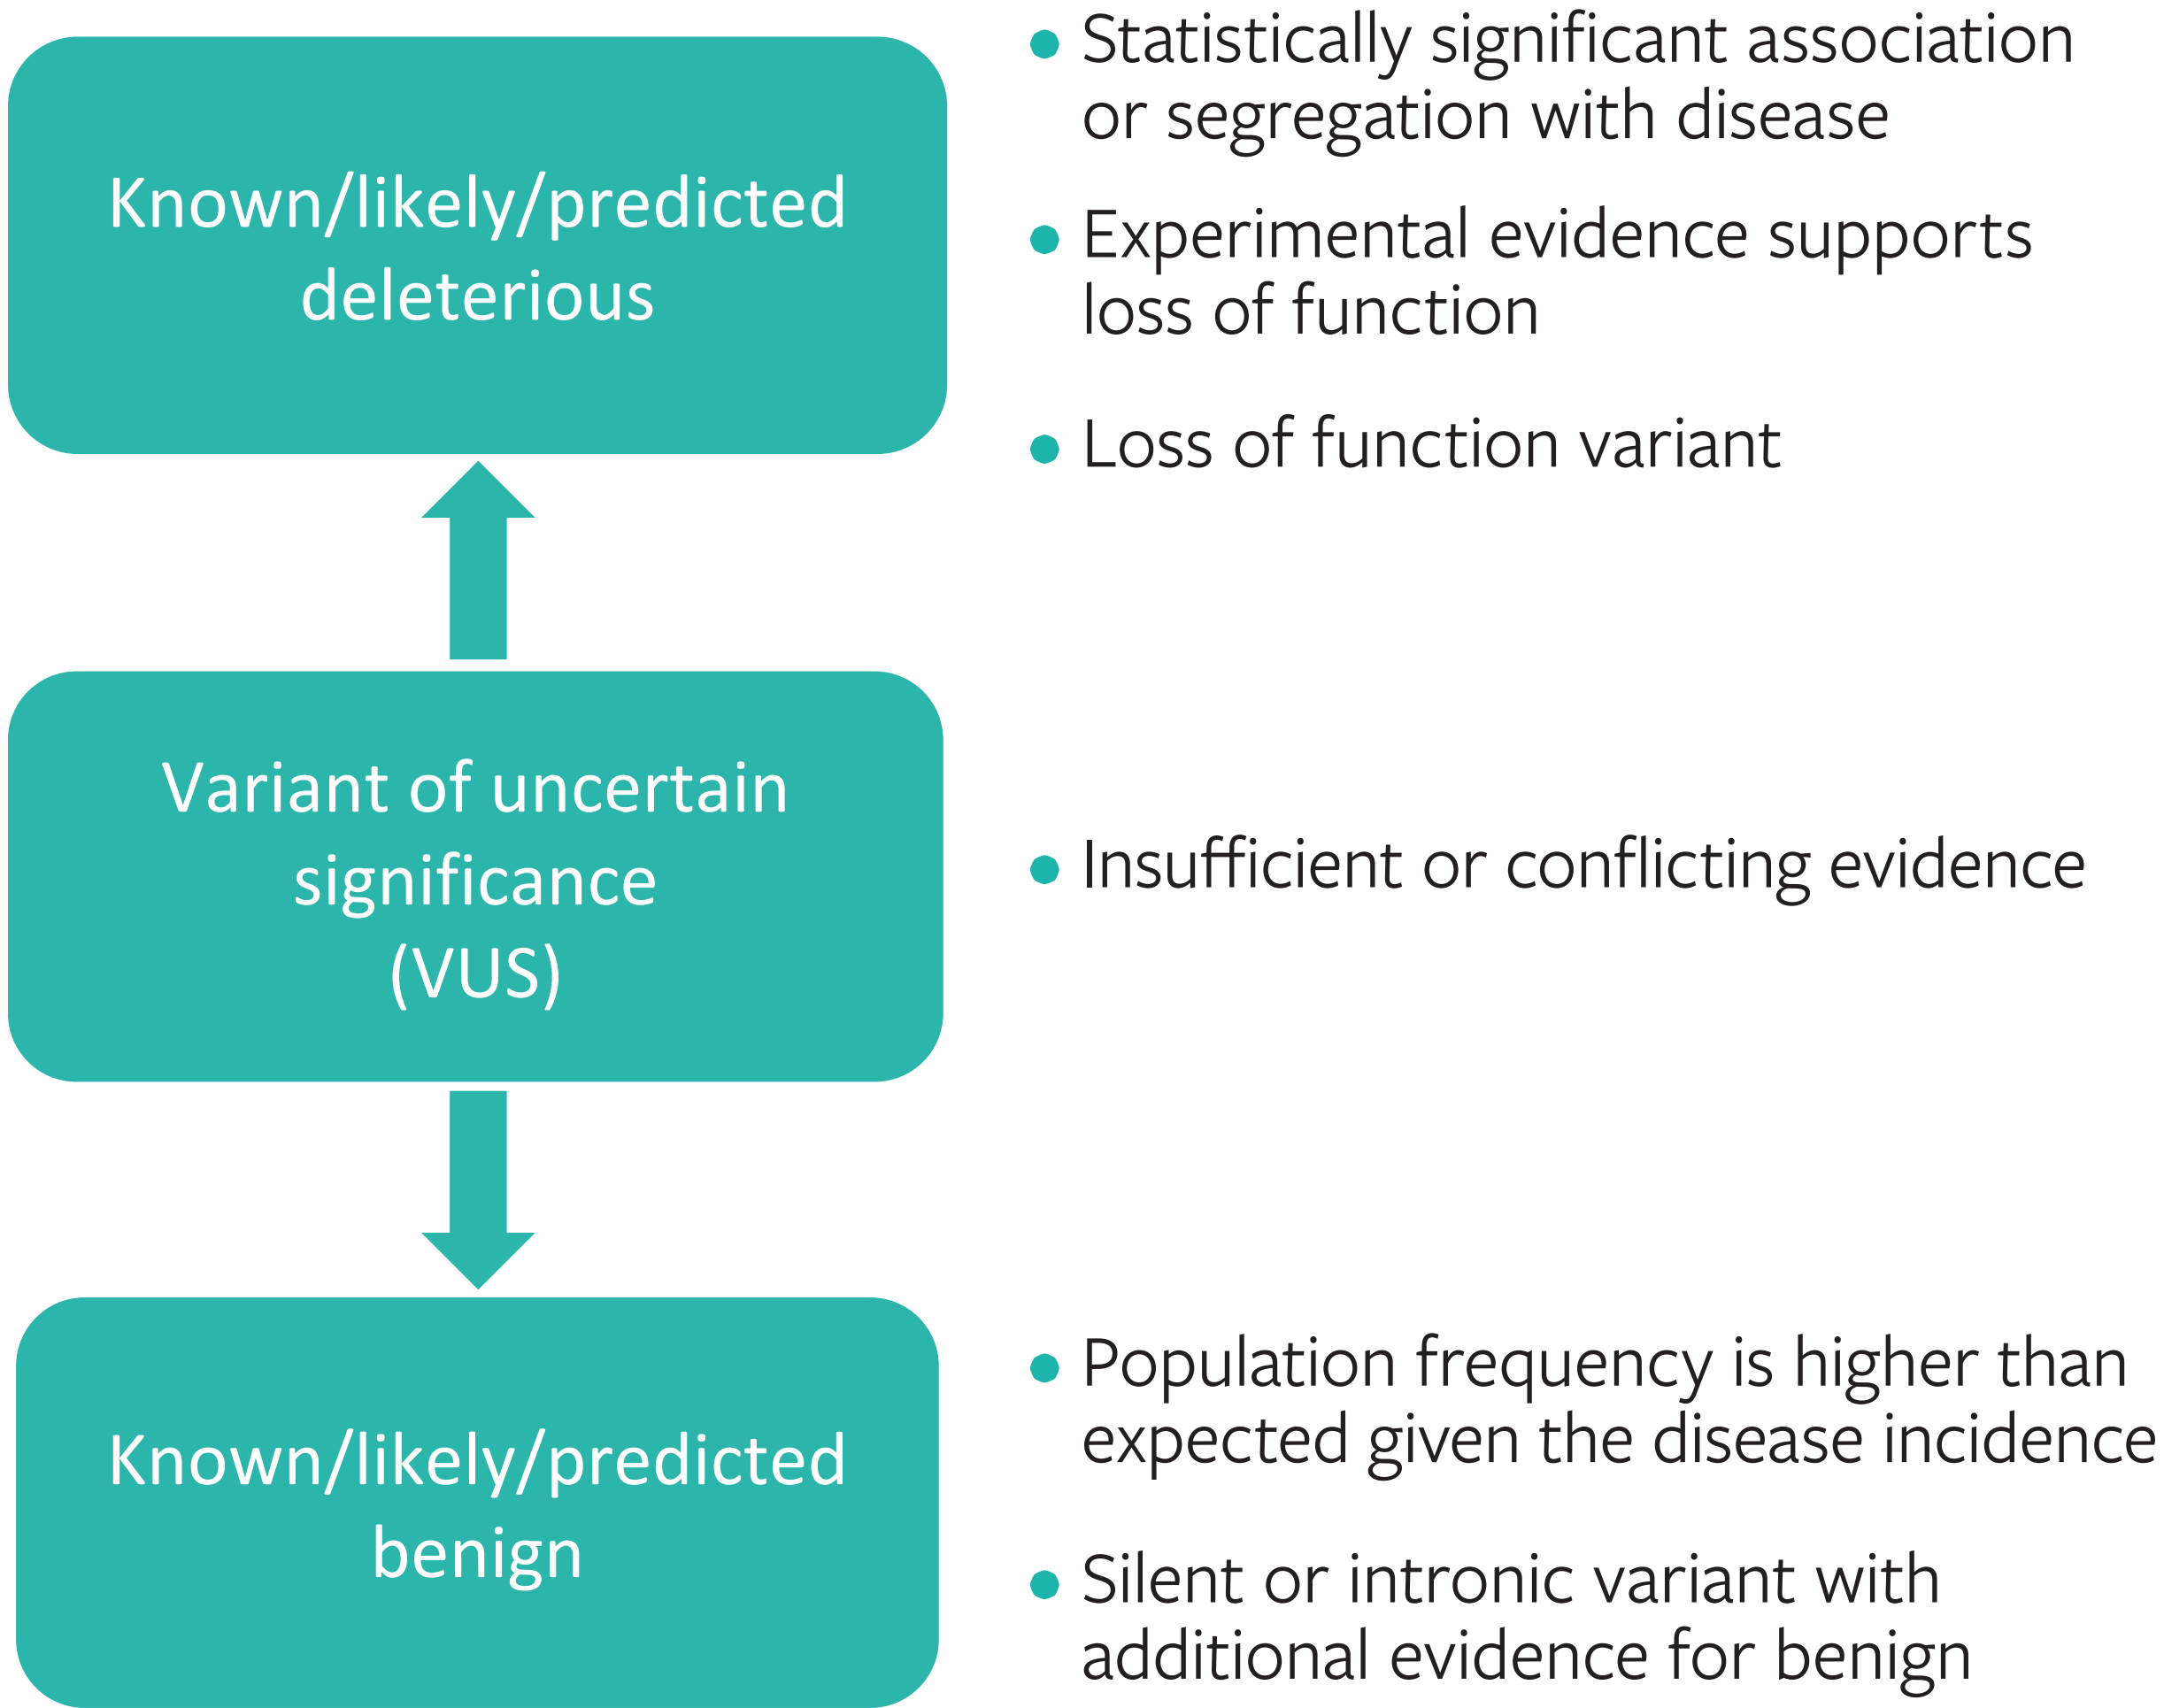 Known/likely/predicted
deleterious
• Statistically significant association
or segregation with disease
• Experimental evidence supports
loss of function
• Loss of function variant
Variant of uncertain
significance
(VUS)
• Insufficient or conflicting evidence
Known/likely/predicted
benign
• Population frequency is higher than
expected given the disease incidence
• Silent or intronic variant with
additional evidence for benign